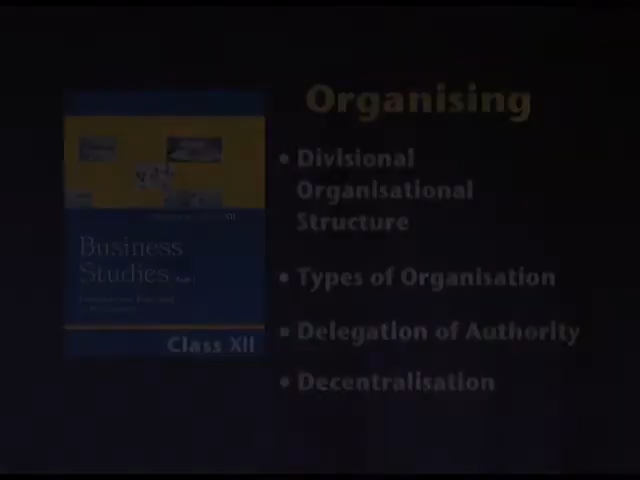 Organising
• Divisional
Organisational
Structure
• Types of Organisation
• Delegation of Authority
• Decentralisation
Business
Studies
Class XII